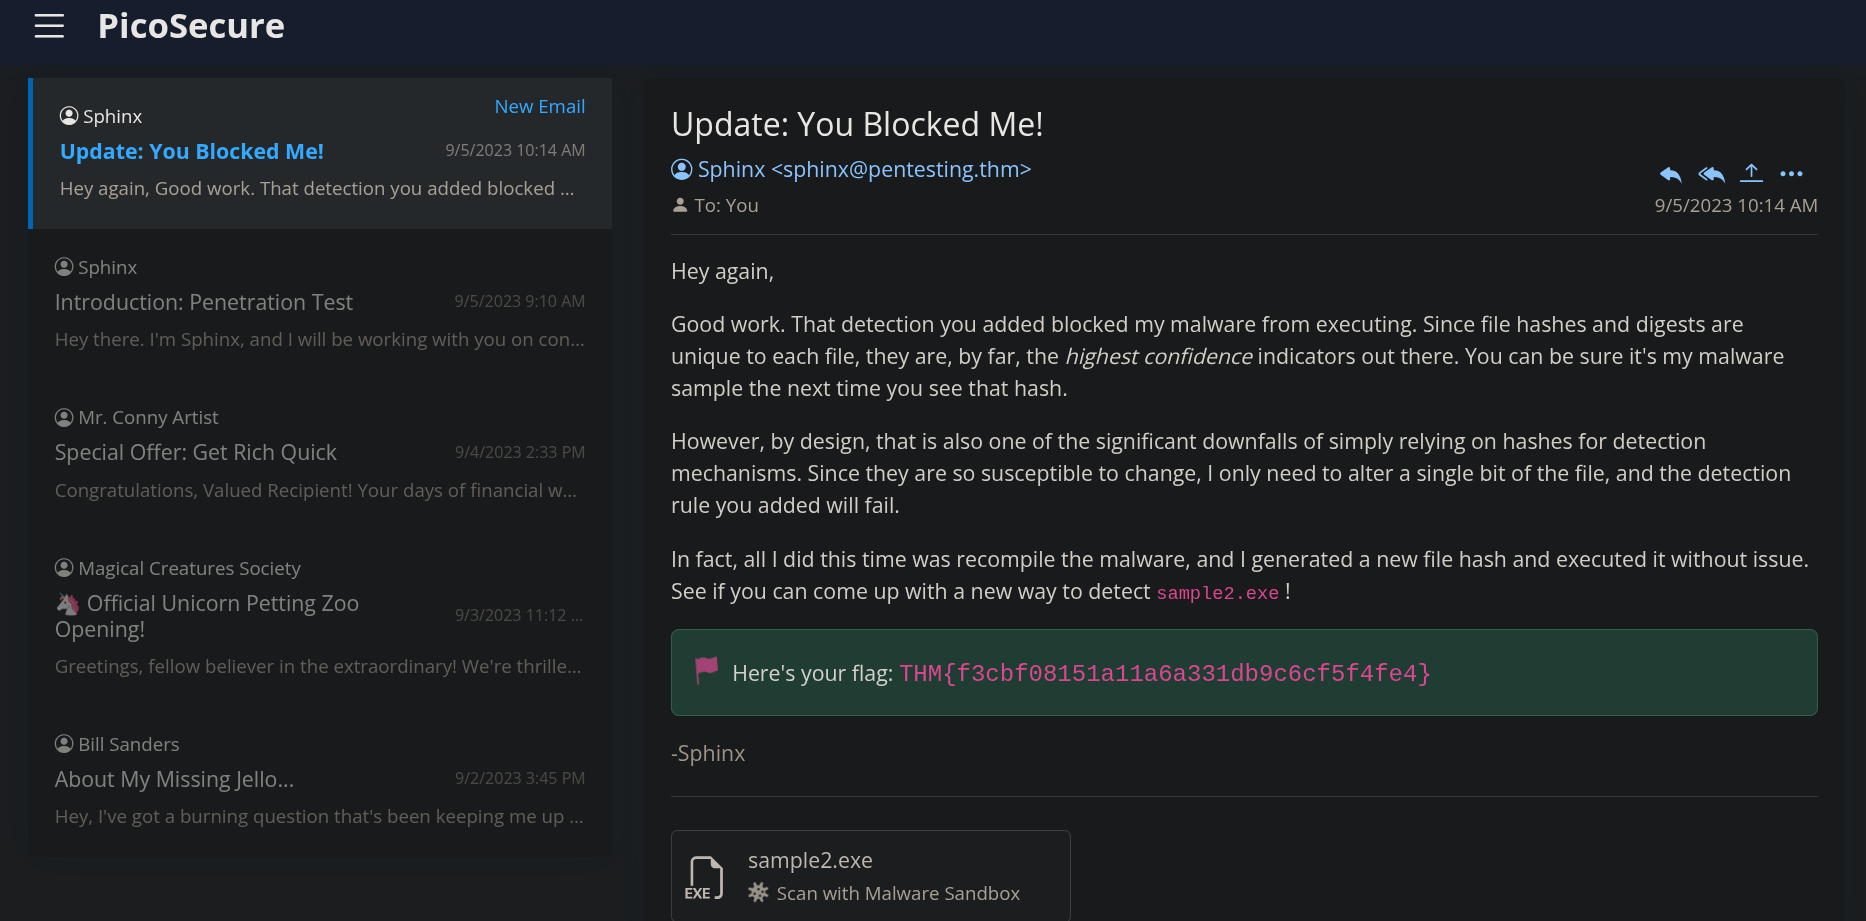 PicoSecure
Sphinx
New Email
Update: You Blocked Me!
9/5/2023 10:14 AM
Hey again, Good work. That detection you added blocked ...
Sphinx
Introduction: Penetration Test
9/5/2023 9:10 AM
Hey there. I'm Sphinx, and I will be working with you on con...
Mr. Conny Artist
Special Offer: Get Rich Quick
9/4/2023 2:33 PM
Congratulations, Valued Recipient! Your days of financial w...
Magical Creatures Society
🦄 Official Unicorn Petting Zoo
Opening!
9/3/2023 11:12 ...
Greetings, fellow believer in the extraordinary! We're thrille...
Bill Sanders
About My Missing Jello...
9/2/2023 3:45 PM
Hey, I've got a burning question that's been keeping me up ...
Update: You Blocked Me!
Sphinx <sphinx@pentesting.thm>
To: You
9/5/2023 10:14 AM
Hey again,
Good work. That detection you added blocked my malware from executing. Since file hashes and digests are
unique to each file, they are, by far, the highest confidence indicators out there. You can be sure it's my malware
sample the next time you see that hash.
However, by design, that is also one of the significant downfalls of simply relying on hashes for detection
mechanisms. Since they are so susceptible to change, I only need to alter a single bit of the file, and the detection
rule you added will fail.
In fact, all I did this time was recompile the malware, and I generated a new file hash and executed it without issue.
See if you can come up with a new way to detect sample2.exe !
Here's your flag: THM{f3cbf08151a11a6a331db9c6cf5f4fe4}
-Sphinx
EXE
sample2.exe
Scan with Malware Sandbox